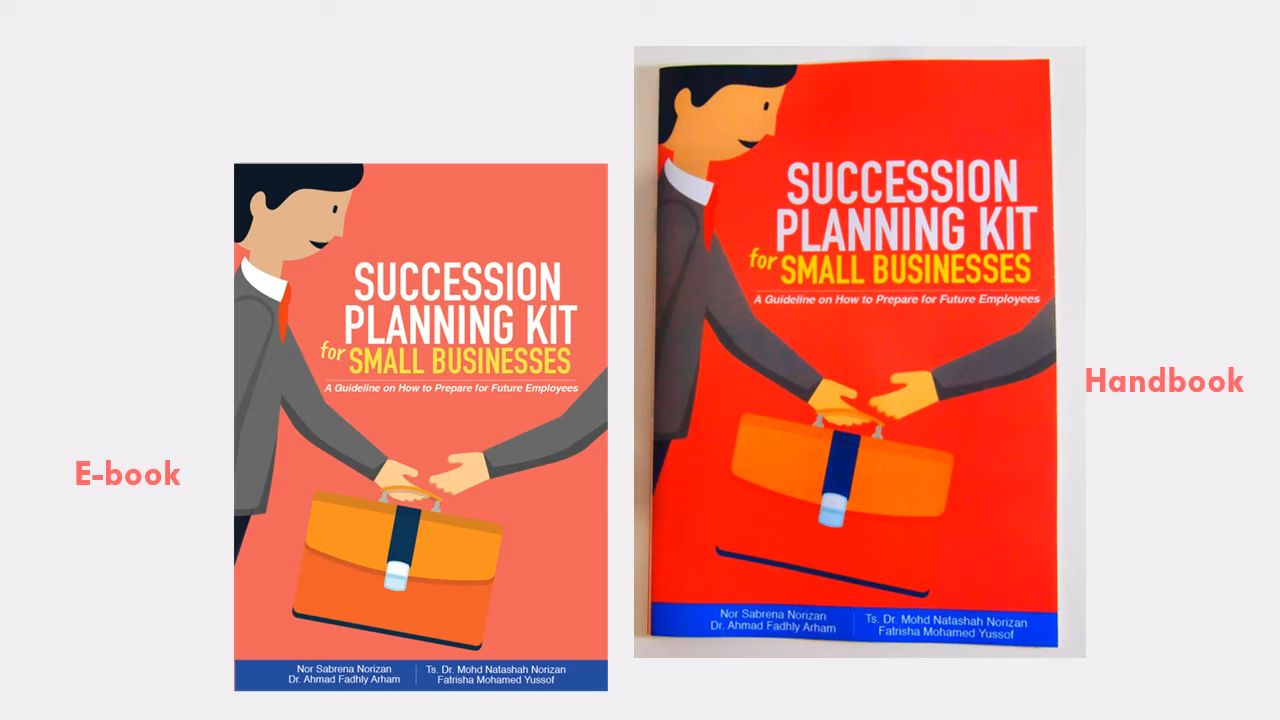 E-book
SUCCESSION
PLANNING KIT
for SMALL BUSINESSES
A Guideline on How to Prepare for Future Employees
Nor Sabrena Norizan
Dr. Ahmad Fadhly Arham
Ts. Dr. Mohd Natashah Norizan
Fatrisha Mohamed Yussof
SUCCESSION
PLANNING KIT
for SMALL BUSINESSES
A Guideline on How to Prepare for Future Employees
Nor Sabrena Norizan
Dr. Ahmad Fadhly Arham
Ts. Dr. Mohd Natashah Norizan
Fatrisha Mohamed Yussof
Handbook